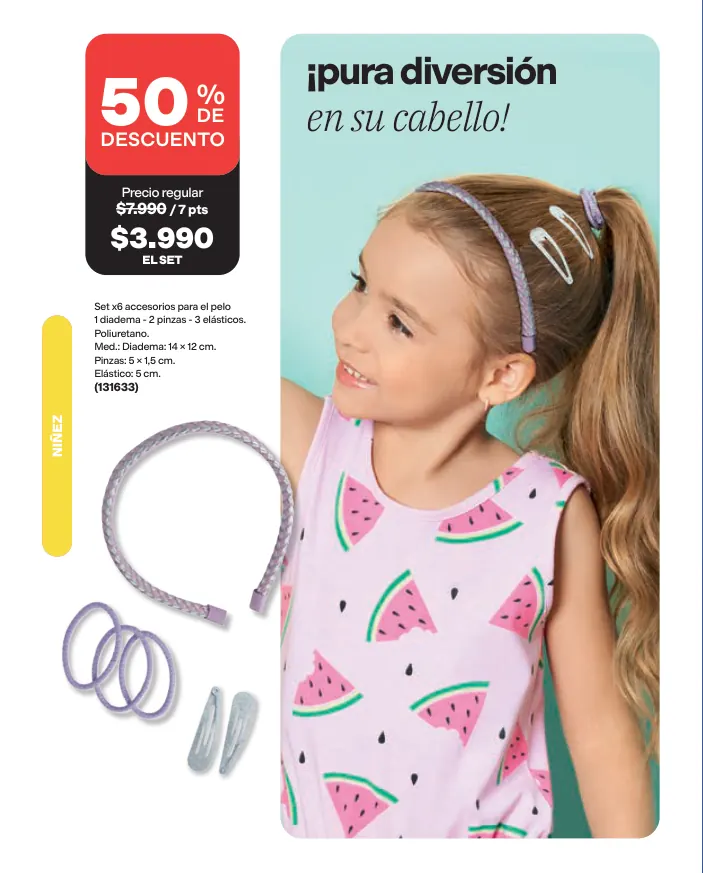 50 %
DE
DESCUENTO
Precio regular
$7.990 / 7 pts
$3.990
EL SET
¡pura diversión
en su cabello!
Set x6 accesorios para el pelo
1 diadema - 2 pinzas - 3 elásticos.
Poliuretano.
Med.: Diadema: 14 x 12 cm.
Pinzas: 5 x 1,5 cm.
Elástico: 5 cm.
(131633)
NIÑEZ